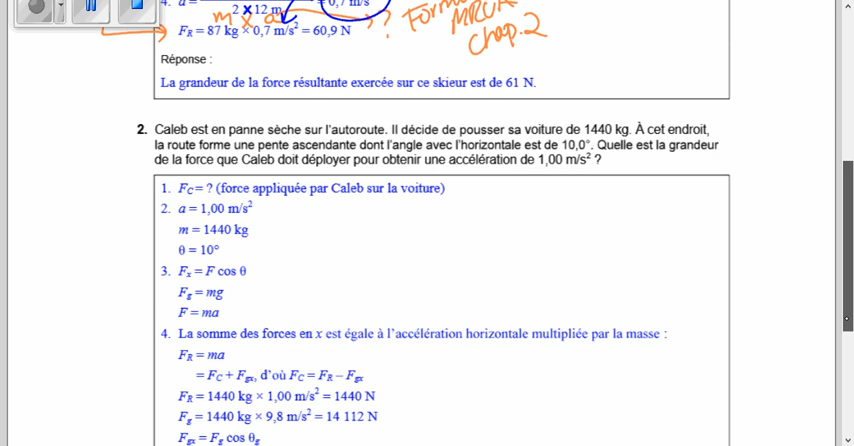 4. a = = 0,7 m/s²
2 × 12 m
m × a ? Form MRUA
F_R = 87 kg × 0,7 m/s² = 60,9 N
Chap. 2
Réponse :
La grandeur de la force résultante exercée sur ce skieur est de 61 N.
2. Caleb est en panne sèche sur l'autoroute. Il décide de pousser sa voiture de 1440 kg. À cet endroit,
la route forme une pente ascendante dont l'angle avec l'horizontale est de 10,0°. Quelle est la grandeur
de la force que Caleb doit déployer pour obtenir une accélération de 1,00 m/s² ?
1. F_C = ? (force appliquée par Caleb sur la voiture)
2. a = 1,00 m/s²
m = 1440 kg
θ = 10°
3. F_x = F cos θ
F_g = mg
F = ma
4. La somme des forces en x est égale à l'accélération horizontale multipliée par la masse :
F_R = ma
= F_C + F_gx, d'où F_C = F_R – F_gx
F_R = 1440 kg × 1,00 m/s² = 1440 N
F_g = 1440 kg × 9,8 m/s² = 14 112 N
F_gx = F_g cos θ_g